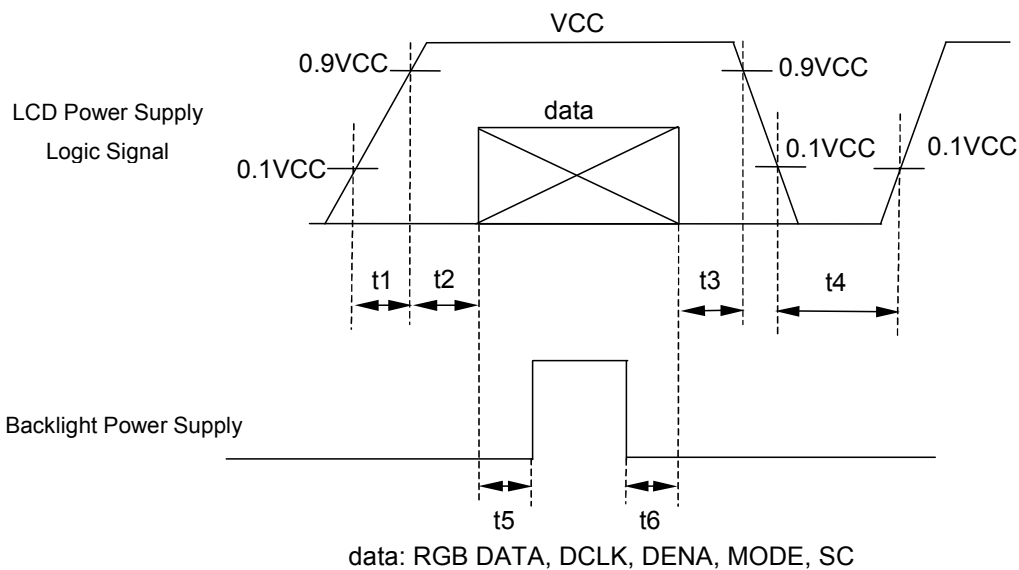 VCC
0.9VCC
0.9VCC
LCD Power Supply
Logic Signal
data
0.1VCC
0.1VCC
0.1VCC
t1
t2
t3
t4
Backlight Power Supply
t5
t6
data: RGB DATA, DCLK, DENA, MODE, SC